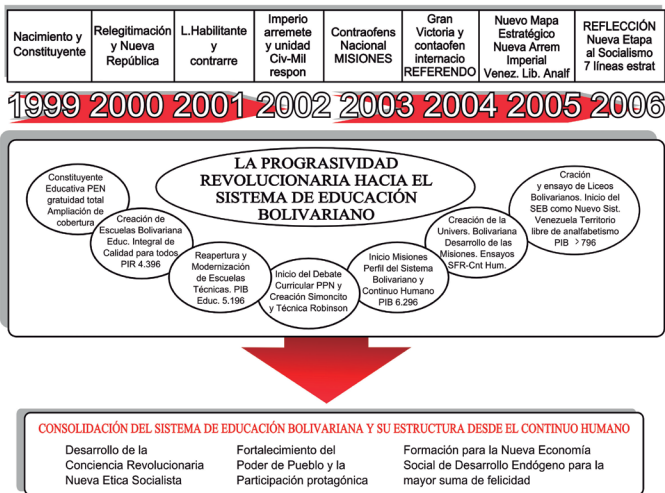 Nacimiento y
Constituyente
Relegitimación
y Nueva
República
L.Habilitante
y
contrarre
Imperio
arremete
y unidad
Civ-Mil
respon
Contraofens
Nacional
MISIONES
Gran
Victoria y
contaofen
internacio
REFERENDO
Nuevo Mapa
Estratégico
Nueva Arrem
Imperial
Venez. Lib. Analf
REFLECCIÓN
Nueva Etapa
al Socialismo
7 líneas estrat
1999 2000 2001 2002 2003 2004 2005 2006
LA PROGRASIVIDAD
REVOLUCIONARIA HACIA EL
SISTEMA DE EDUCACIÓN
BOLIVARIANO
Constituyente
Educativa PEN
gratuidad total
Ampliación de
cobertura
Creación de
Escuelas Bolivariana
Educ. Integral de
Calidad para todos
PIR 4.396
Reapertura y
Modernización
de Escuelas
Técnicas. PIB
Educ. 5.196
Inicio del Debate
Curricular PPN y
Creación Simoncito
y Técnica Robinson
Inicio Misiones
Perfil del Sistema
Bolivariano y
Continuo Humano
PIB 6.296
Creación de la
Univers. Bolivariana
Desarrollo de las
Misiones. Ensayos
SFR-Cnt Hum.
Cración
y ensayo de Liceos
Bolivarianos. Inicio del
SEB como Nuevo Sist.
Venezuela Territorio
libre de analfabetismo
PIB >796
CONSOLIDACIÓN DEL SISTEMA DE EDUCACIÓN BOLIVARIANA Y SU ESTRUCTURA DESDE EL CONTINUO HUMANO
Desarrollo de la
Conciencia Revolucionaria
Nueva Etica Socialista
Fortalecimiento del
Poder de Pueblo y la
Participación protagónica
Formación para la Nueva Economía
Social de Desarrollo Endógeno para la
mayor suma de felicidad